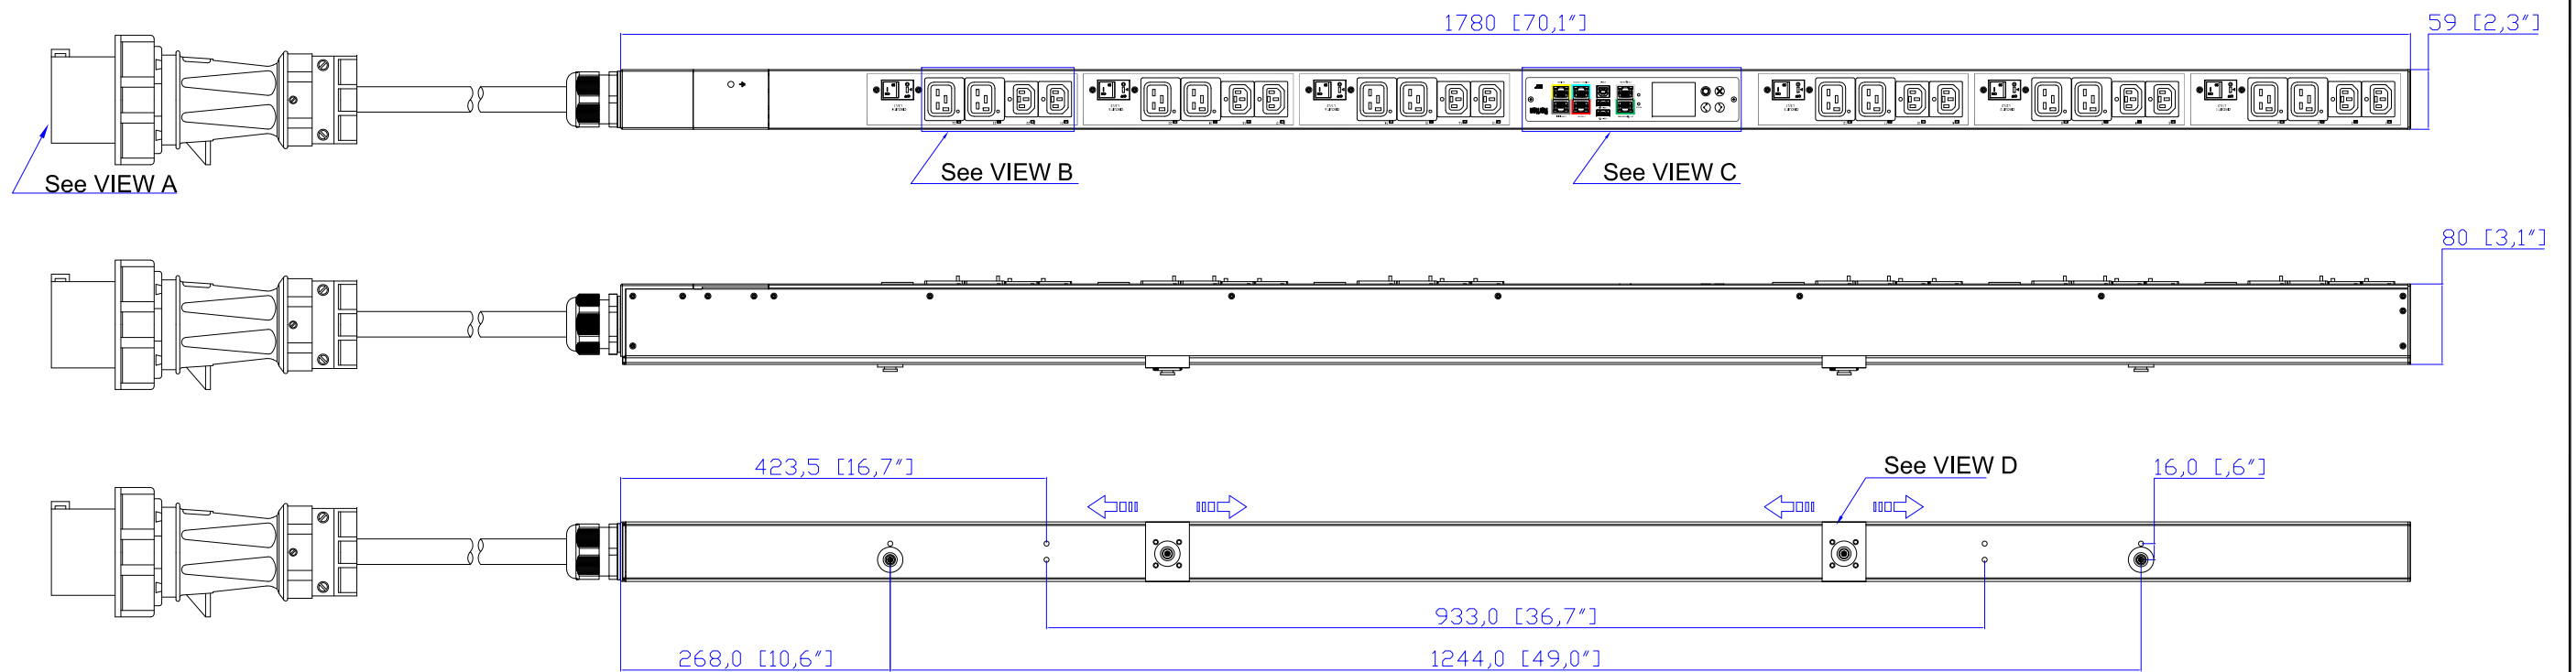 1780 [70,1"]
59 [2,3"]
See VIEW A
See VIEW B
See VIEW C
80 [3,1"]
423,5 [16,7"]
See VIEW D
16,0 [,6"]
933,0 [36,7"]
268,0 [10,6"]
1244,0 [49,0"]